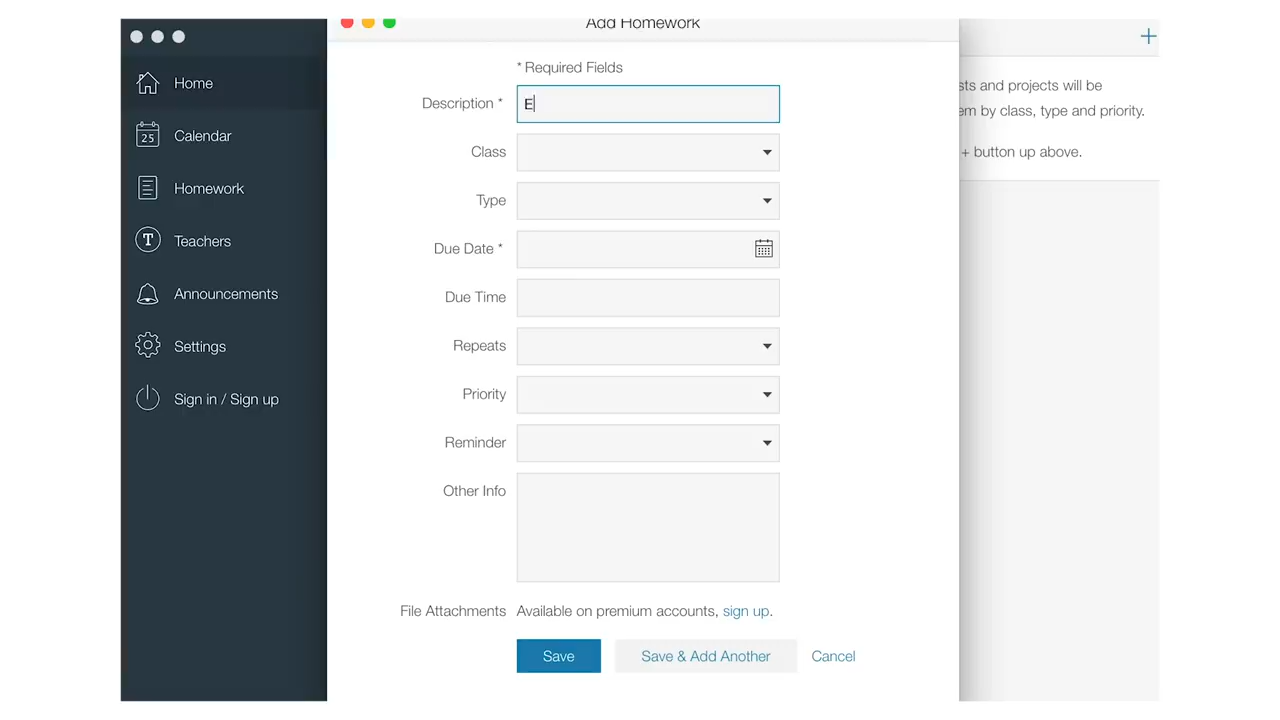 Add Homework
Home
Calendar
25
Homework
T
Teachers
Announcements
Settings
Sign in / Sign up
* Required Fields
Description *
E
Class
Type
Due Date *
Due Time
Repeats
Priority
Reminder
Other Info
File Attachments Available on premium accounts, sign up.
Save
Save & Add Another
Cancel
+
and projects will be
by class, type and priority.
+ button up above.